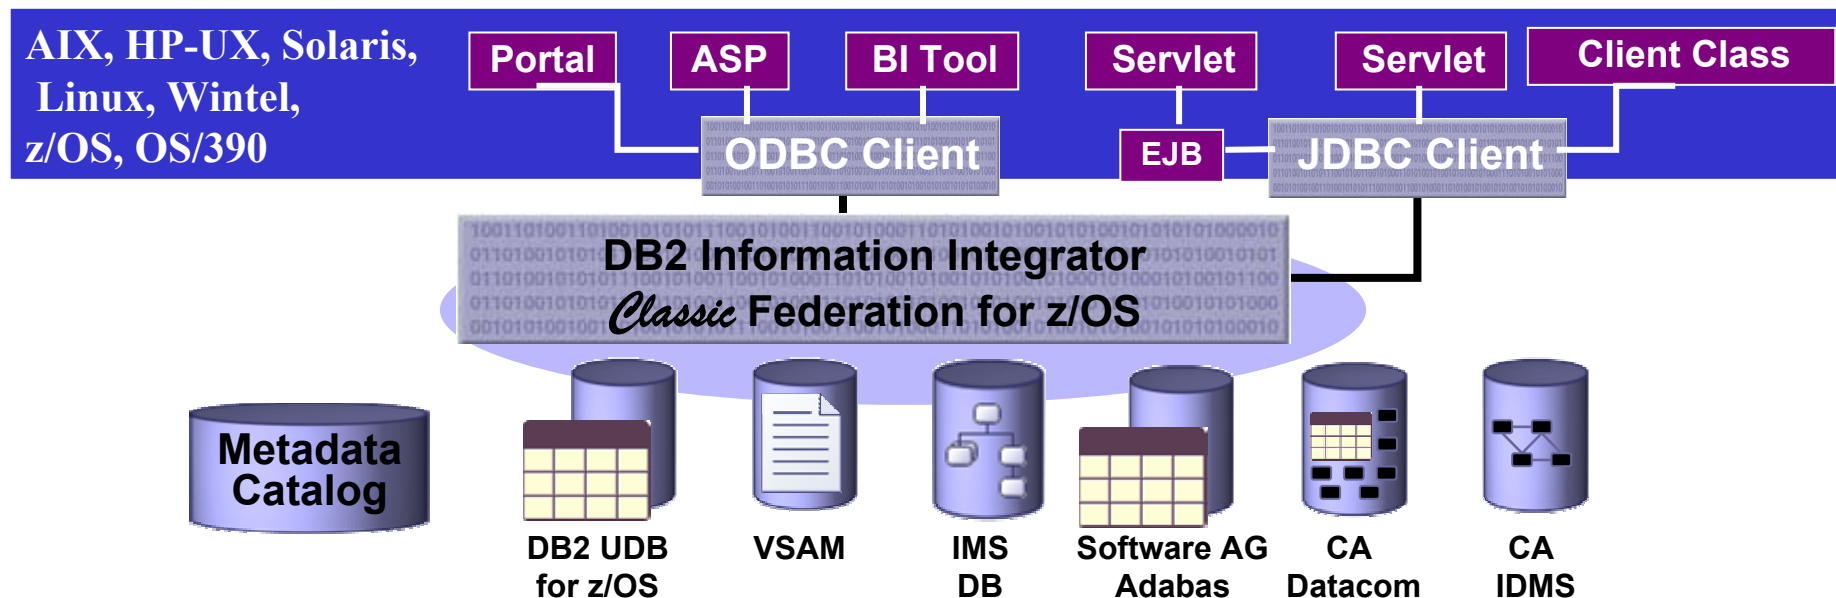 AIX, HP-UX, Solaris,
Linux, Wintel,
z/OS, OS/390
Portal
ASP
BI Tool
Servlet
Servlet
Client Class
ODBC Client
EJB
JDBC Client
DB2 Information Integrator
Classic Federation for z/OS
Metadata
Catalog
DB2 UDB
for z/OS
VSAM
IMS
DB
Software AG
Adabas
CA
Datacom
CA
IDMS